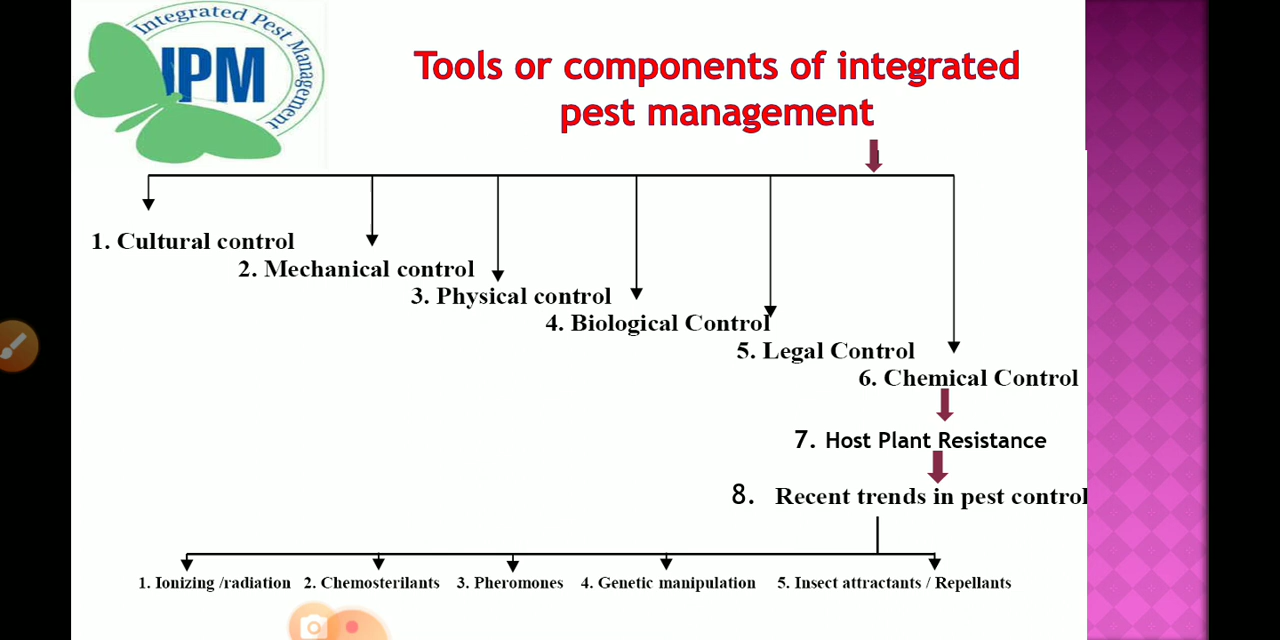 Integrated Pest Management
IPM
Tools or components of integrated
pest management
1. Cultural control
2. Mechanical control
3. Physical control
4. Biological Control
5. Legal Control
6. Chemical Control
7. Host Plant Resistance
8. Recent trends in pest control
1. Ionizing /radiation 2. Chemosterilants 3. Pheromones 4. Genetic manipulation 5. Insect attractants / Repellants